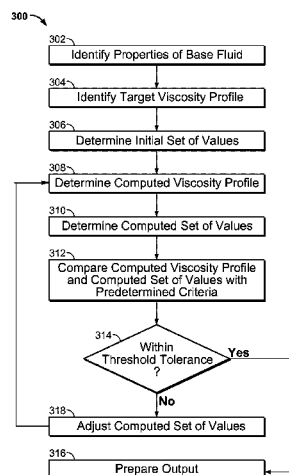 300
302
Identify Properties of Base Fluid
304
Identify Target Viscosity Profile
306
Determine Initial Set of Values
308
Determine Computed Viscosity Profile
310
Determine Computed Set of Values
312
Compare Computed Viscosity Profile
and Computed Set of Values with
Predetermined Criteria
314
Within
Threshold Tolerance
?
Yes
No
318
Adjust Computed Set of Values
316
Prepare Output